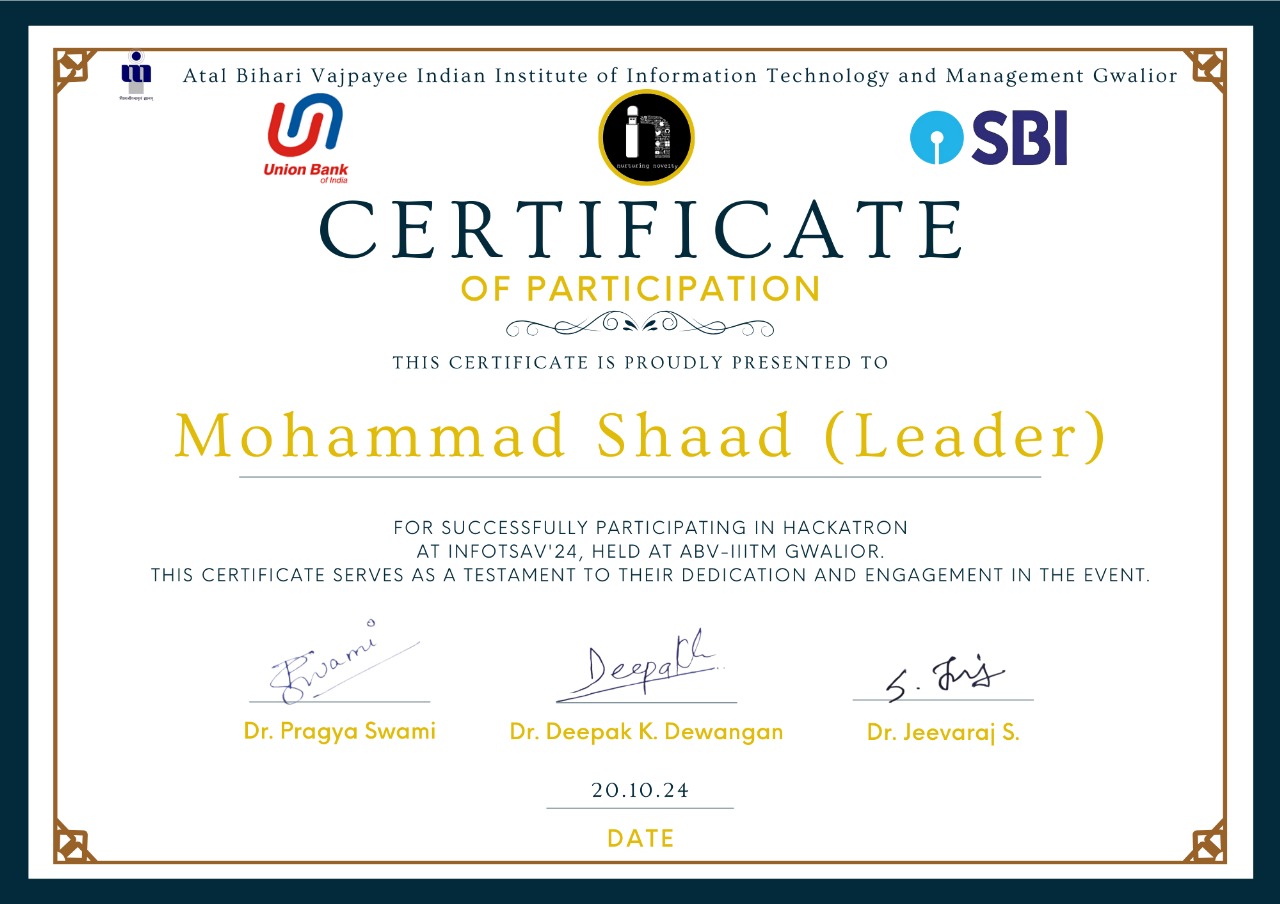 Atal Bihari Vajpayee Indian Institute of Information Technology and Management Gwalior
Union Bank
of India
in
nurturing novelty
SBI
CERTIFICATE
OF PARTICIPATION
THIS CERTIFICATE IS PROUDLY PRESENTED TO
Mohammad Shaad (Leader)
FOR SUCCESSFULLY PARTICIPATING IN HACKATRON
AT INFOTSAV'24, HELD AT ABV-IIITM GWALIOR.
THIS CERTIFICATE SERVES AS A TESTAMENT TO THEIR DEDICATION AND ENGAGEMENT IN THE EVENT.
Swami
Deepak
Dr. Pragya Swami
Dr. Deepak K. Dewangan
Dr. Jeevaraj S.
20.10.24
DATE